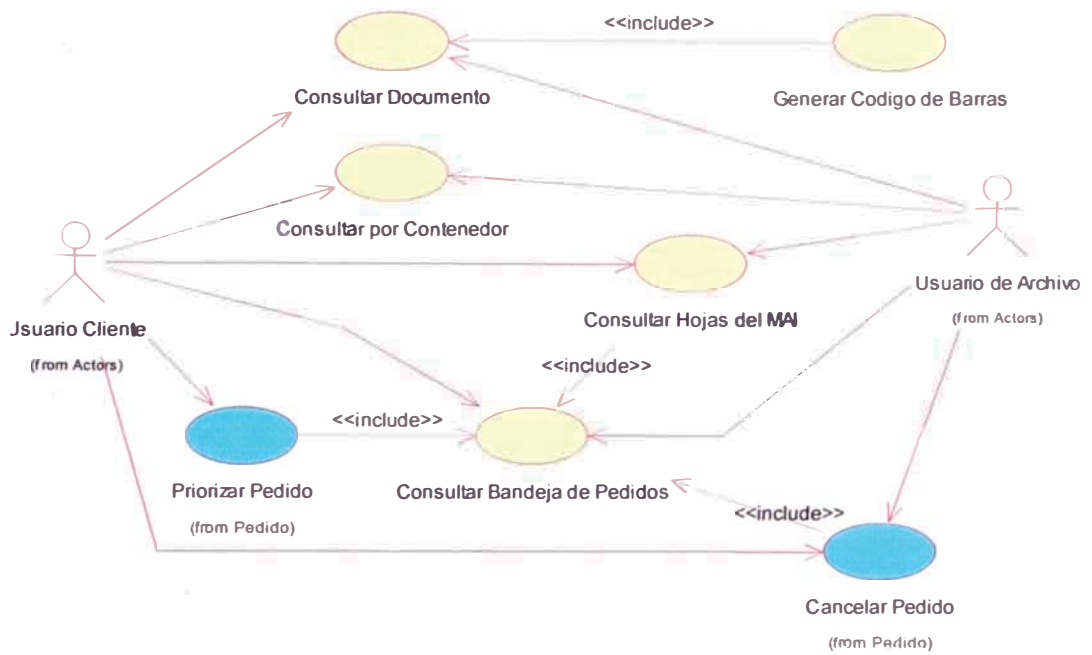 <<include>>
Consultar Documento
Generar Codigo de Barras
Consultar por Contenedor
Usuario de Archivo
(from Actors)
Jsuario Cliente
(from Actors)
Consultar Hojas del MAI
<<include>>
<<include>>
Priorizar Pedido
(from Pedido)
Consultar Bandeja de Pedidos
<<include>>
Cancelar Pedido
(from Pedido)